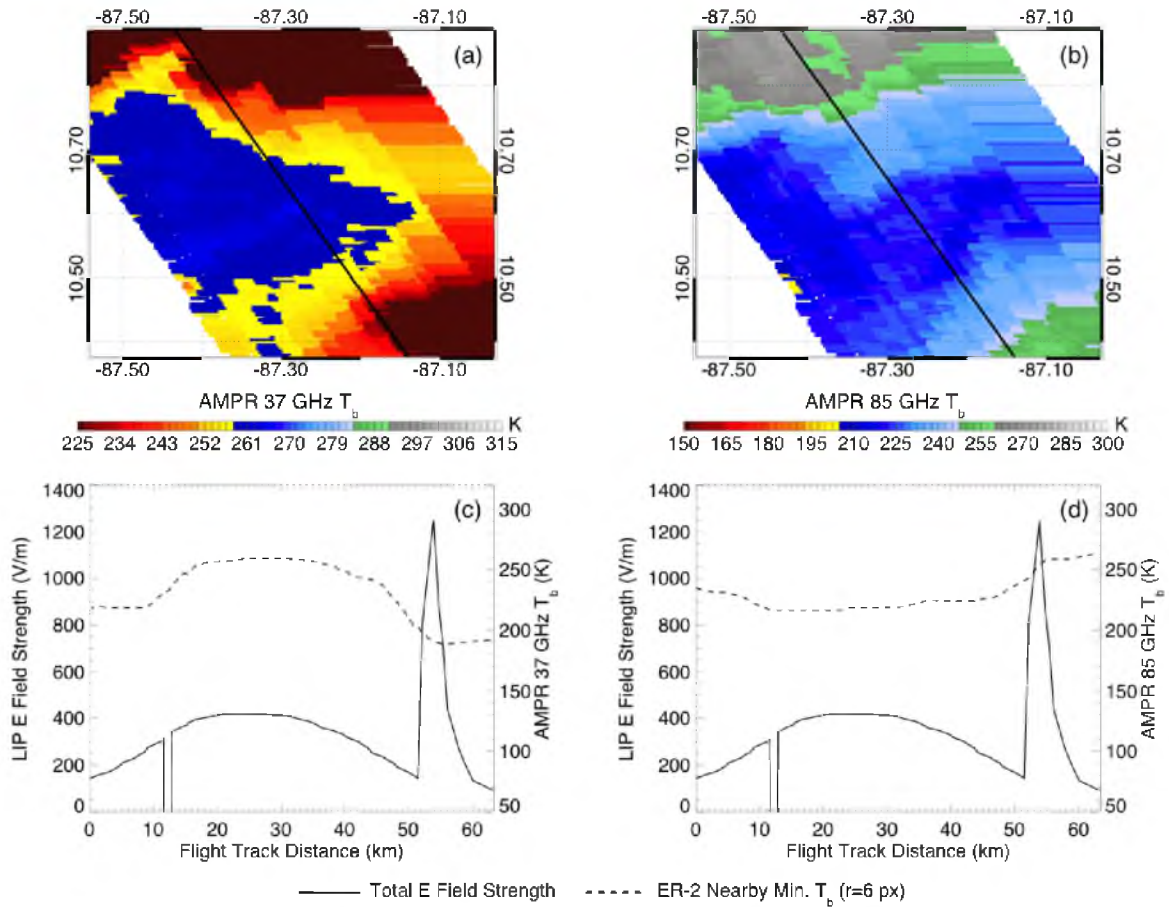 -87.50 -87.30 -87.10
(a)
10.70
10.50
-87.50 -87.30 -87.10
AMPR 37 GHz Tb
K
225 234 243 252 261 270 279 288 297 306 315
-87.50 -87.30 -87.10
(b)
10.70
10.50
10.70
10.50
-87.50 -87.30 -87.10
AMPR 85 GHz Tb
K
150 165 180 195 210 225 240 255 270 285 300
(c)
LIP E Field Strength (V/m)
1400
1200
1000
800
600
400
200
0
AMPR 37 GHz Tb (K)
300
250
200
150
100
50
0 10 20 30 40 50 60
Flight Track Distance (km)
(d)
LIP E Field Strength (V/m)
1400
1200
1000
800
600
400
200
0
AMPR 85 GHz Tb (K)
300
250
200
150
100
50
0 10 20 30 40 50 60
Flight Track Distance (km)
Total E Field Strength
ER-2 Nearby Min. Tb (r=6 px)